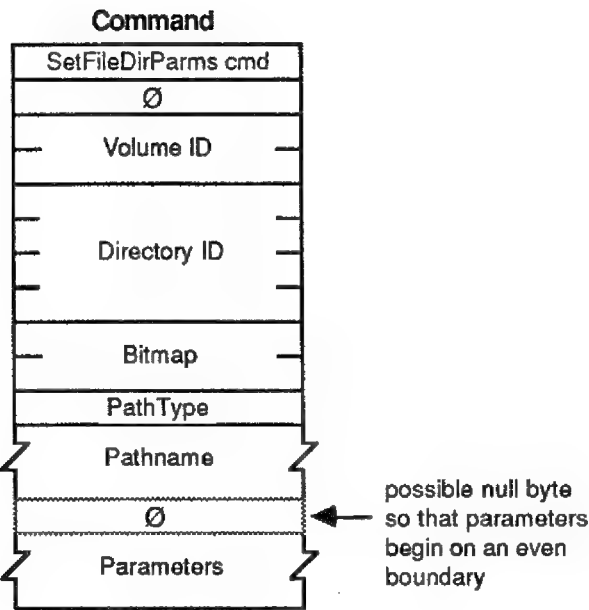 Command
SetFileDirParms cmd
Ø
Volume ID
Directory ID
Bitmap
PathType
Pathname
Ø
possible null byte
so that parameters
begin on an even
boundary
Parameters